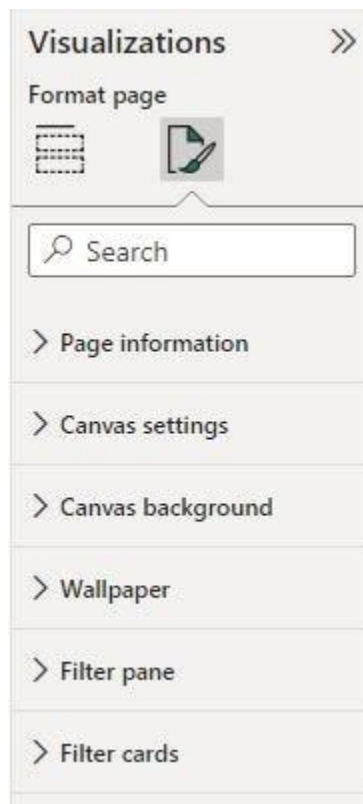 Visualizations
Format page
Search
Page information
Canvas settings
Canvas background
Wallpaper
Filter pane
Filter cards